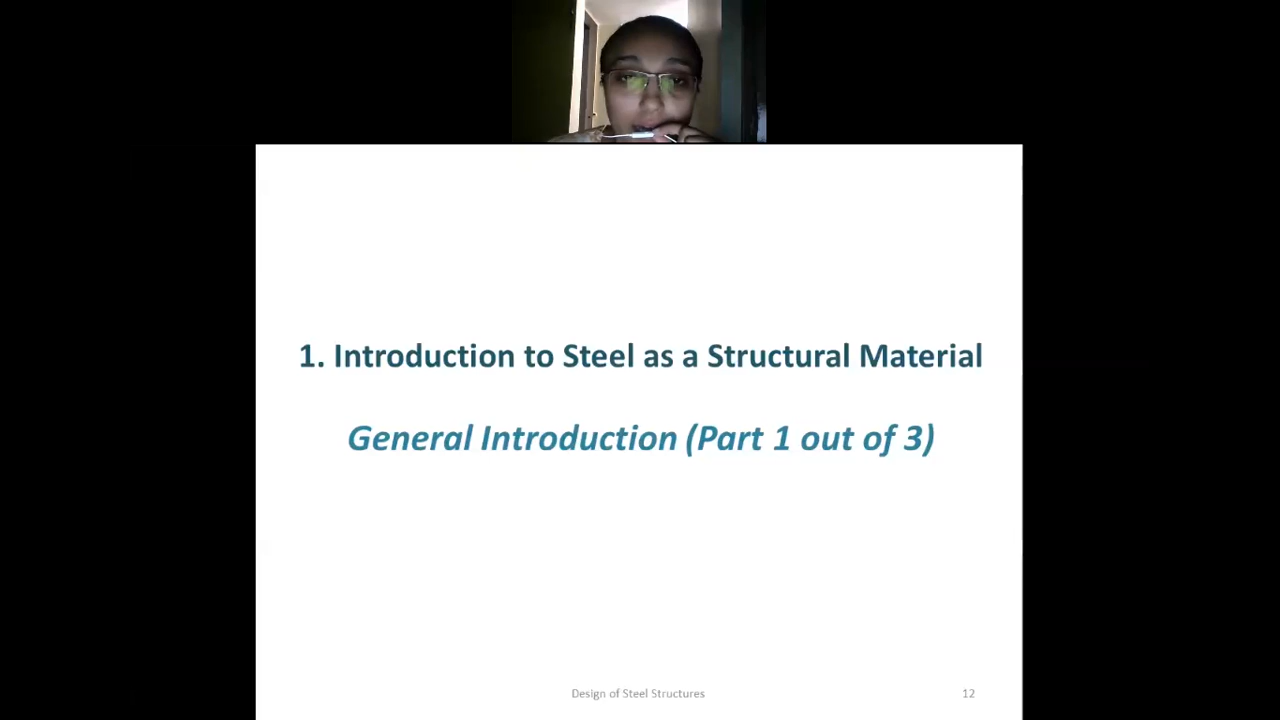 1. Introduction to Steel as a Structural Material
General Introduction (Part 1 out of 3)
Design of Steel Structures
12